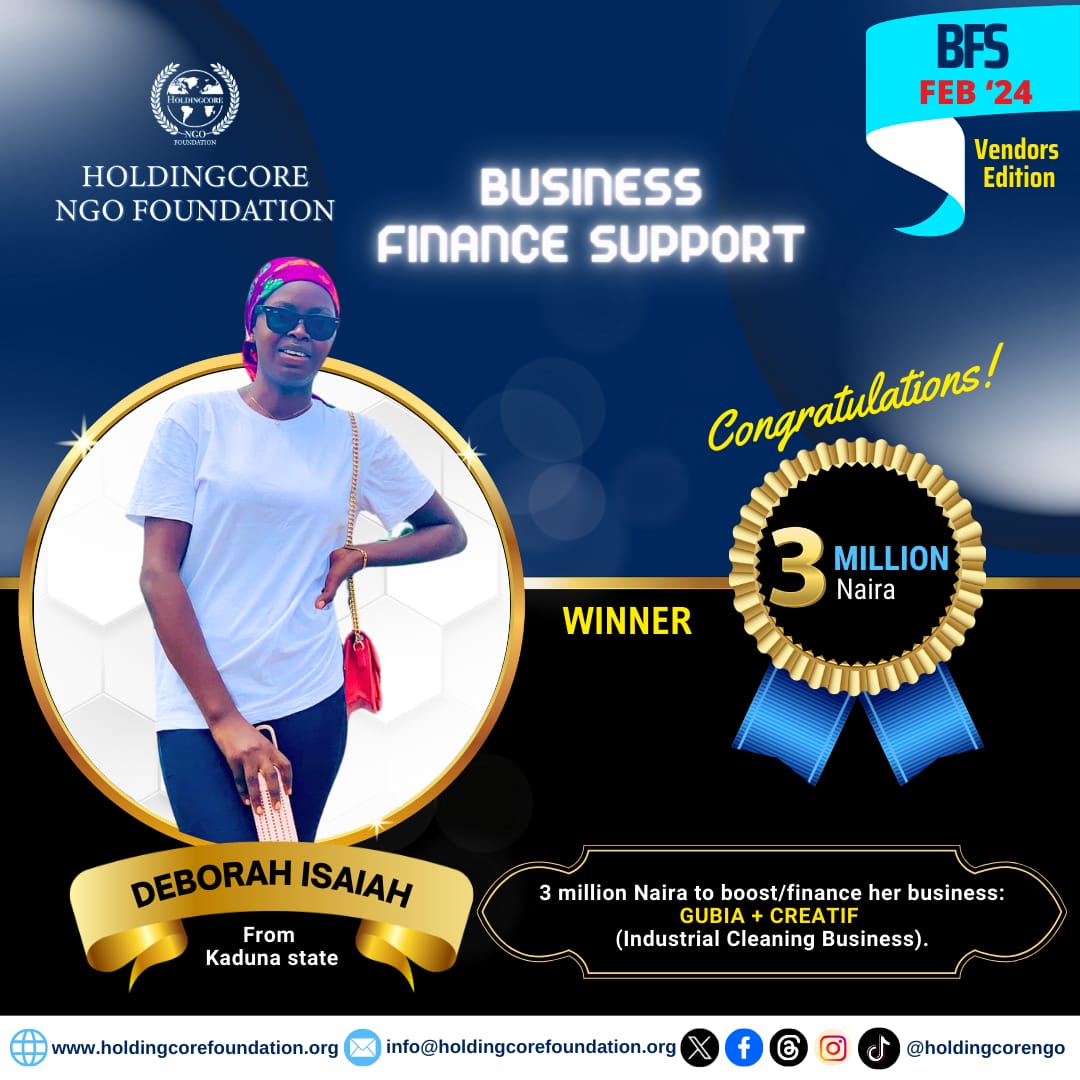 HOLDINGCORE
NGO
FOUNDATION
HOLDINGCORE
NGO FOUNDATION
BFS
FEB ‘24
Vendors
Edition
BUSINESS
FINANCE SUPPORT
Congratulations!
3 MILLION
Naira
WINNER
DEBORAH ISAIAH
From
Kaduna state
3 million Naira to boost/finance her business:
GUBIA + CREATIF
(Industrial Cleaning Business).
www.holdingcorefoundation.org info@holdingcorefoundation.org @holdingcorengo